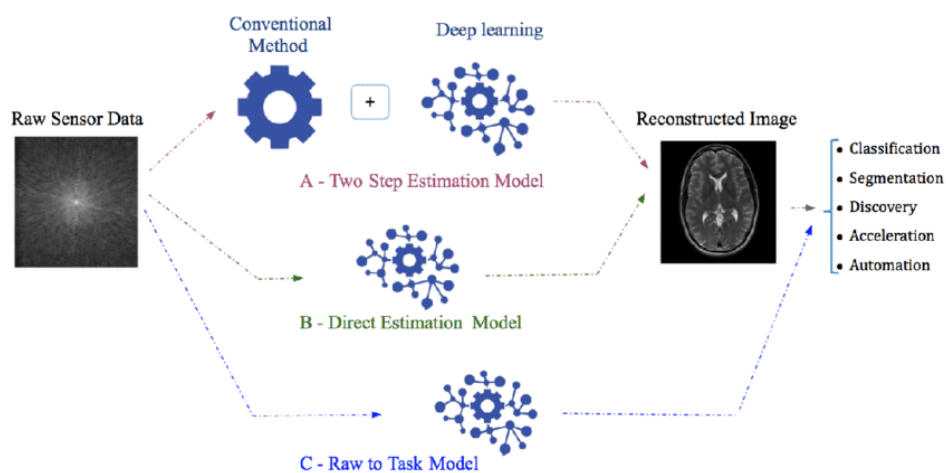 Conventional
Method
Deep learning
Raw Sensor Data
+
Reconstructed Image
A - Two Step Estimation Model
• Classification
• Segmentation
• Discovery
• Acceleration
• Automation
B - Direct Estimation Model
C - Raw to Task Model